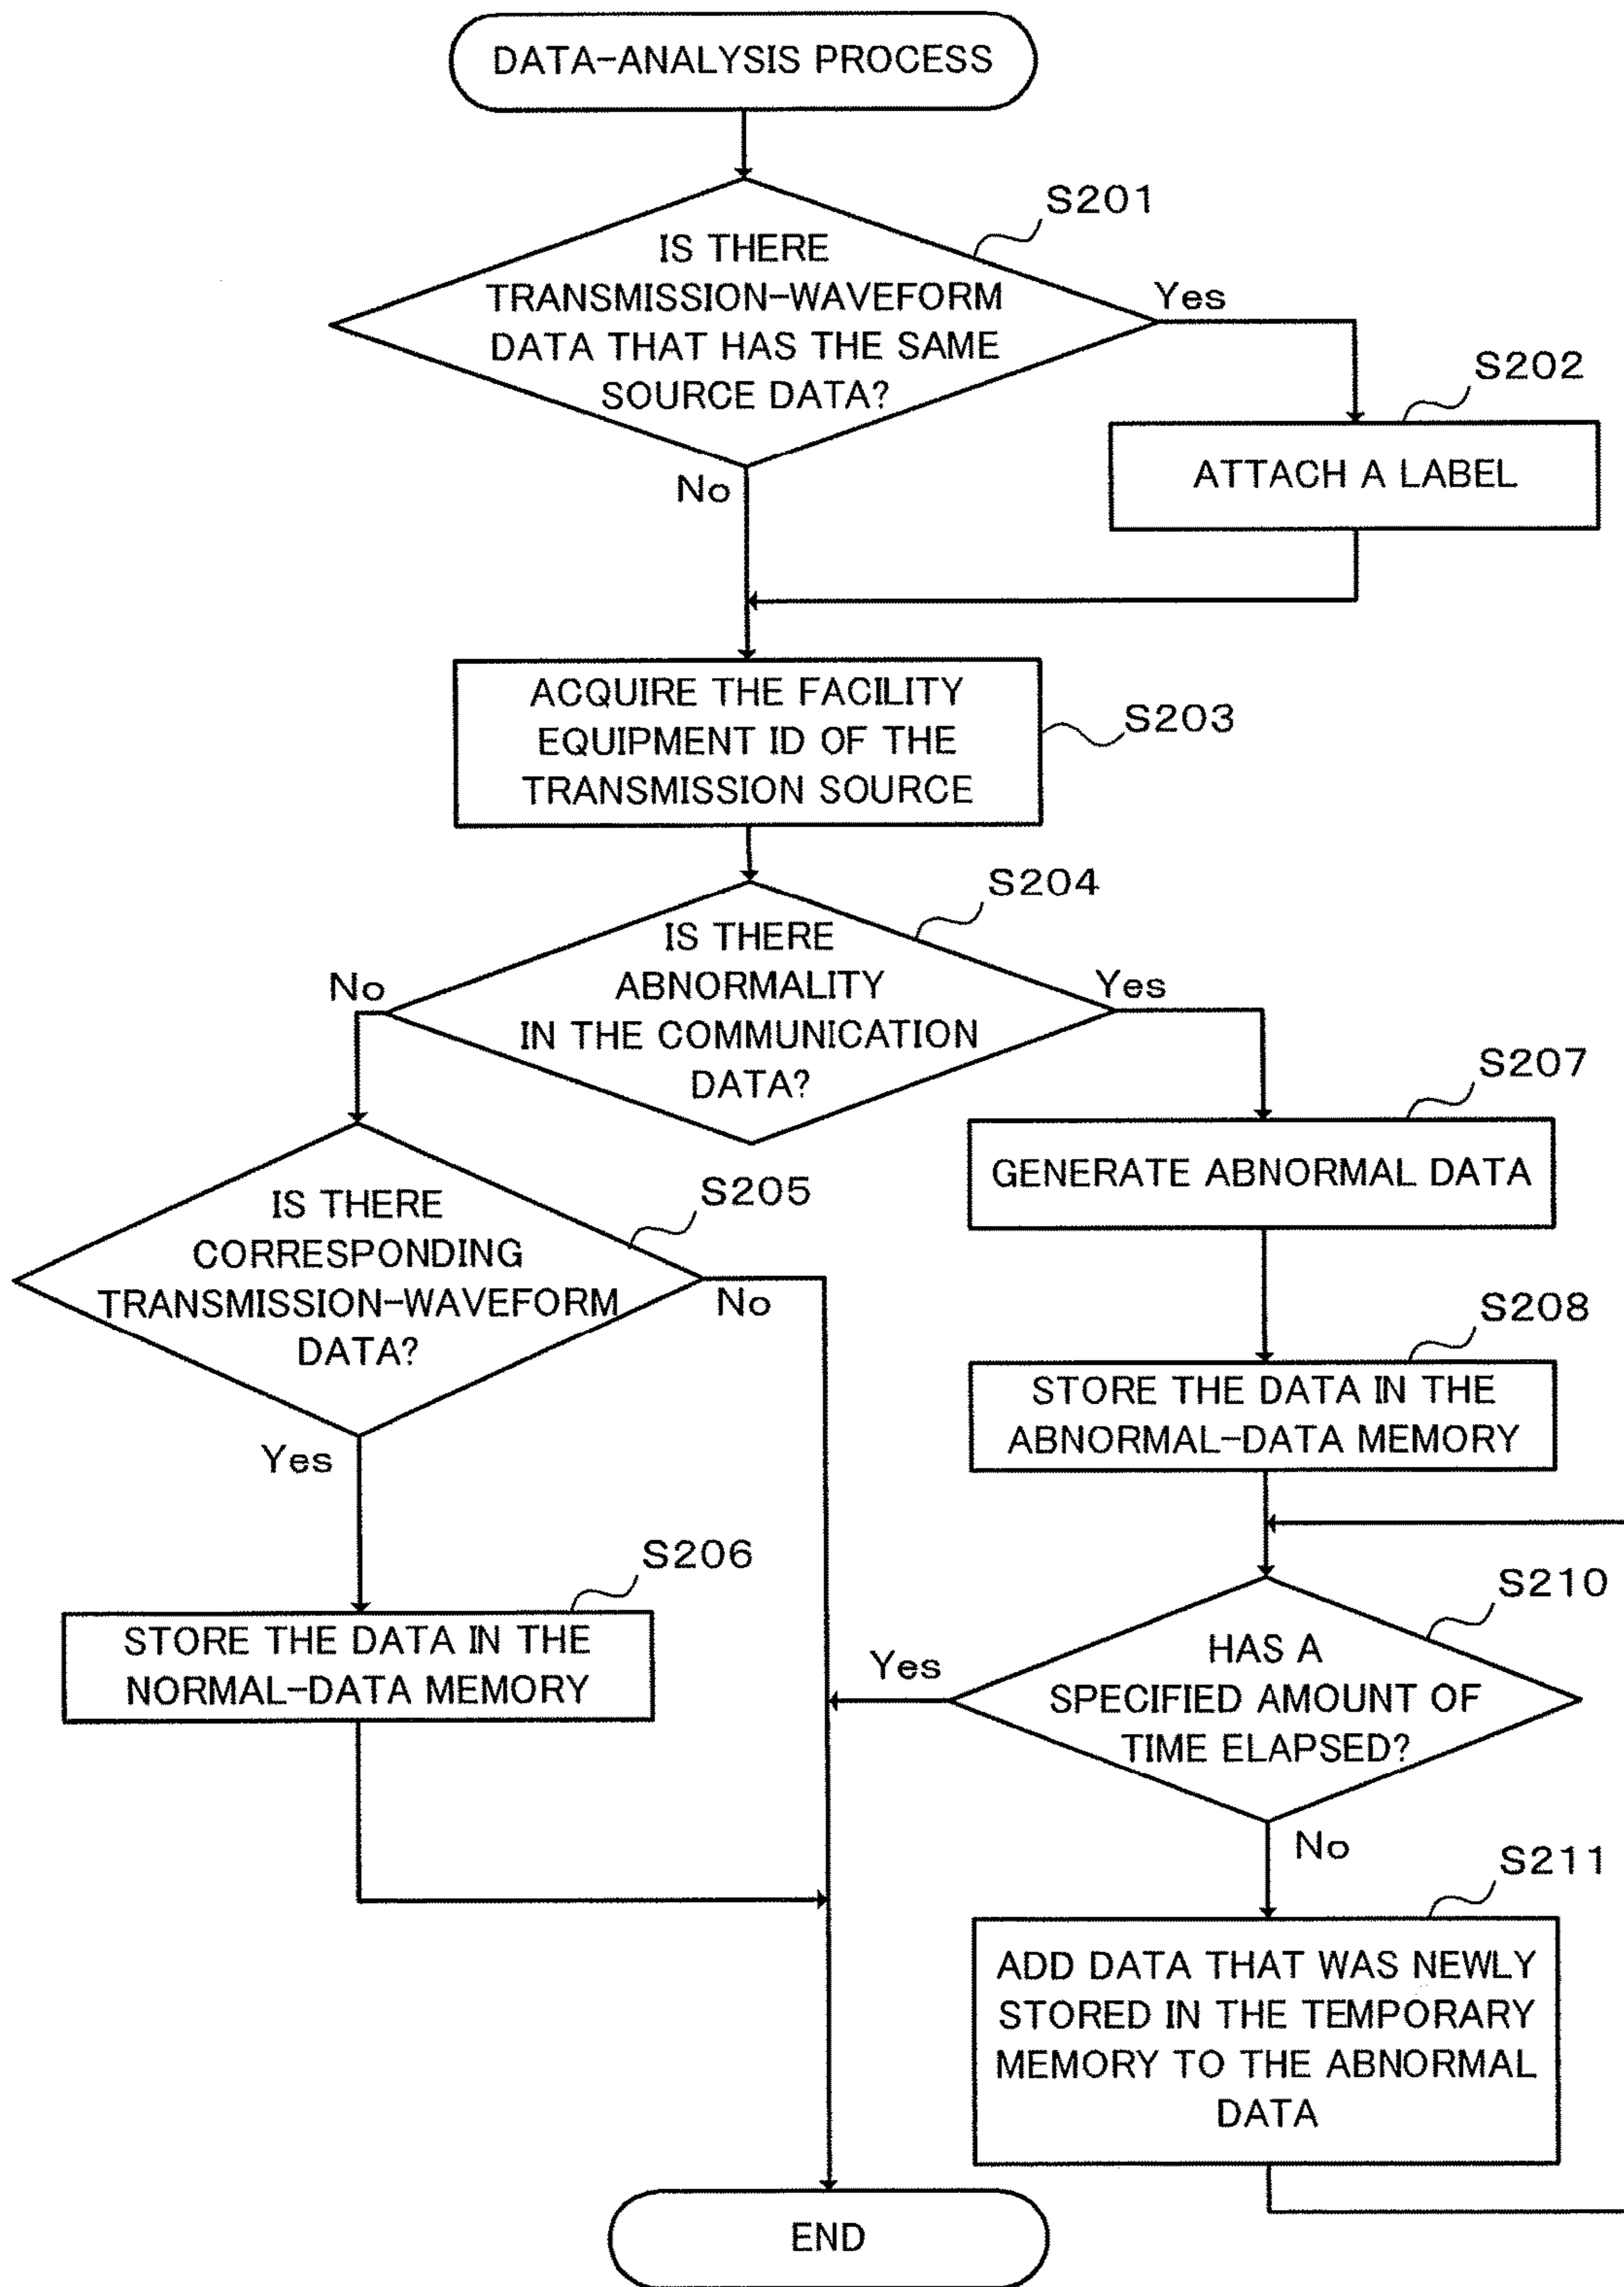 DATA-ANALYSIS PROCESS
S201
IS THERE
TRANSMISSION-WAVEFORM
DATA THAT HAS THE SAME
SOURCE DATA?
Yes
No
S202
ATTACH A LABEL
ACQUIRE THE FACILITY
EQUIPMENT ID OF THE
TRANSMISSION SOURCE
S203
S204
IS THERE
ABNORMALITY
IN THE COMMUNICATION
DATA?
No
Yes
S205
IS THERE
CORRESPONDING
TRANSMISSION-WAVEFORM
DATA?
No
Yes
S206
STORE THE DATA IN THE
NORMAL-DATA MEMORY
S207
GENERATE ABNORMAL DATA
S208
STORE THE DATA IN THE
ABNORMAL-DATA MEMORY
S210
HAS A
SPECIFIED AMOUNT OF
TIME ELAPSED?
Yes
No
S211
ADD DATA THAT WAS NEWLY
STORED IN THE TEMPORARY
MEMORY TO THE ABNORMAL
DATA
END